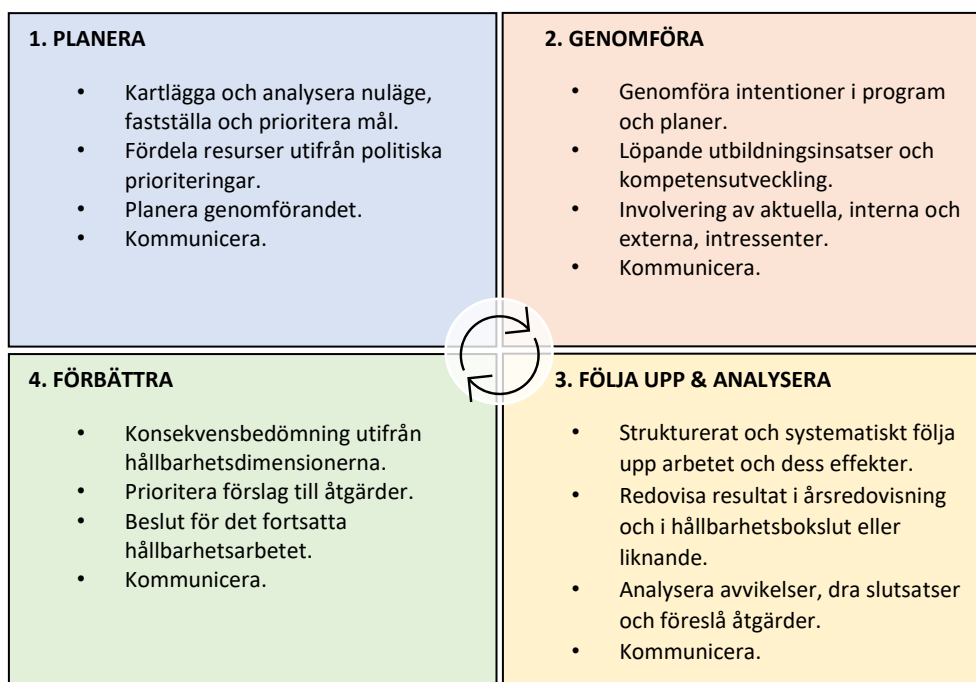 1. PLANERA
• Kartlägga och analysera nuläge,
fastställa och prioritera mål.
• Fördela resurser utifrån politiska
prioriteringar.
• Planera genomförandet.
• Kommunicera.
2. GENOMFÖRA
• Genomföra intentioner i program
och planer.
• Löpande utbildningsinsatser och
kompetensutveckling.
• Involvering av aktuella, interna och
externa, intressenter.
• Kommunicera.
4. FÖRBÄTTRA
• Konsekvensbedömning utifrån
hållbarhetsdimensionerna.
• Prioritera förslag till åtgärder.
• Beslut för det fortsatta
hållbarhetsarbetet.
• Kommunicera.
3. FÖLJA UPP & ANALYSERA
• Strukturerat och systematiskt följa
upp arbetet och dess effekter.
• Redovisa resultat i årsredovisning
och i hållbarhetsbokslut eller
liknande.
• Analysera avvikelser, dra slutsatser
och föreslå åtgärder.
• Kommunicera.